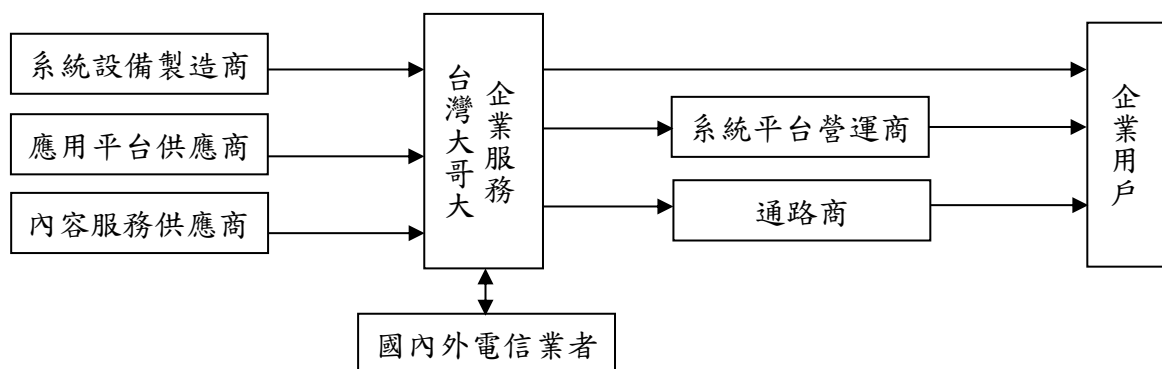 系統設備製造商
應用平台供應商
內容服務供應商
台灣大哥大
企業服務
系統平台營運商
通路商
企業用戶
國內外電信業者